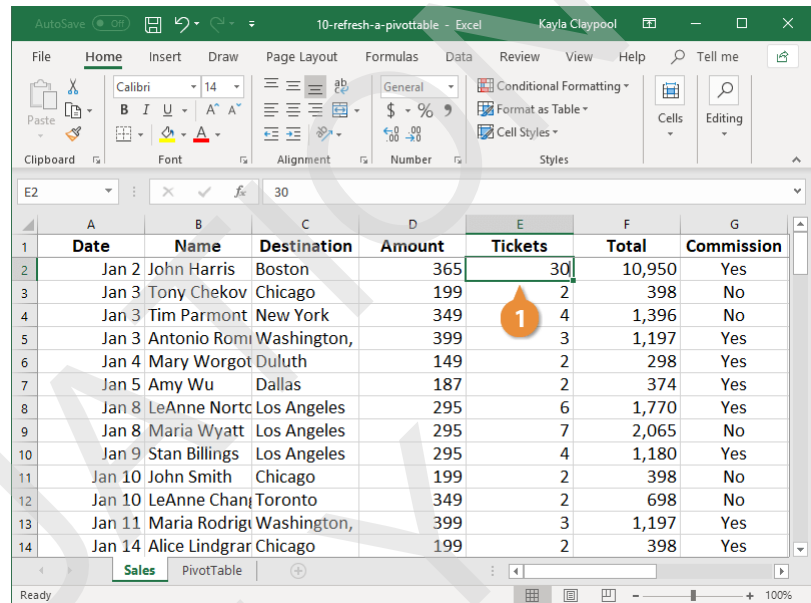 AutoSave Off 10-refresh-a-pivottable - Excel Kayla Claypool
File Home Insert Draw Page Layout Formulas Data Review View Help Tell me
Calibri 14 ab General Conditional Formatting
Paste B I U A A $ % 9 Format as Table Cells Editing
A Cell Styles
Clipboard Font Alignment Number Styles
E2 fx 30
A B C D E F G
1 Date Name Destination Amount Tickets Total Commission
2 Jan 2 John Harris Boston 365 30 10,950 Yes
3 Jan 3 Tony Chekov Chicago 199 2 398 No
4 Jan 3 Tim Parmont New York 349 4 1,396 No
1
5 Jan 3 Antonio Rom Washington, 399 3 1,197 Yes
6 Jan 4 Mary Worgot Duluth 149 2 298 Yes
7 Jan 5 Amy Wu Dallas 187 2 374 Yes
8 Jan 8 LeAnne Nortc Los Angeles 295 6 1,770 Yes
9 Jan 8 Maria Wyatt Los Angeles 295 7 2,065 No
10 Jan 9 Stan Billings Los Angeles 295 4 1,180 Yes
11 Jan 10 John Smith Chicago 199 2 398 No
12 Jan 10 LeAnne Chang Toronto 349 2 698 No
13 Jan 11 Maria Rodrigu Washington, 399 3 1,197 Yes
14 Jan 14 Alice Lindgrar Chicago 199 2 398 Yes
Sales PivotTable
Ready 100%